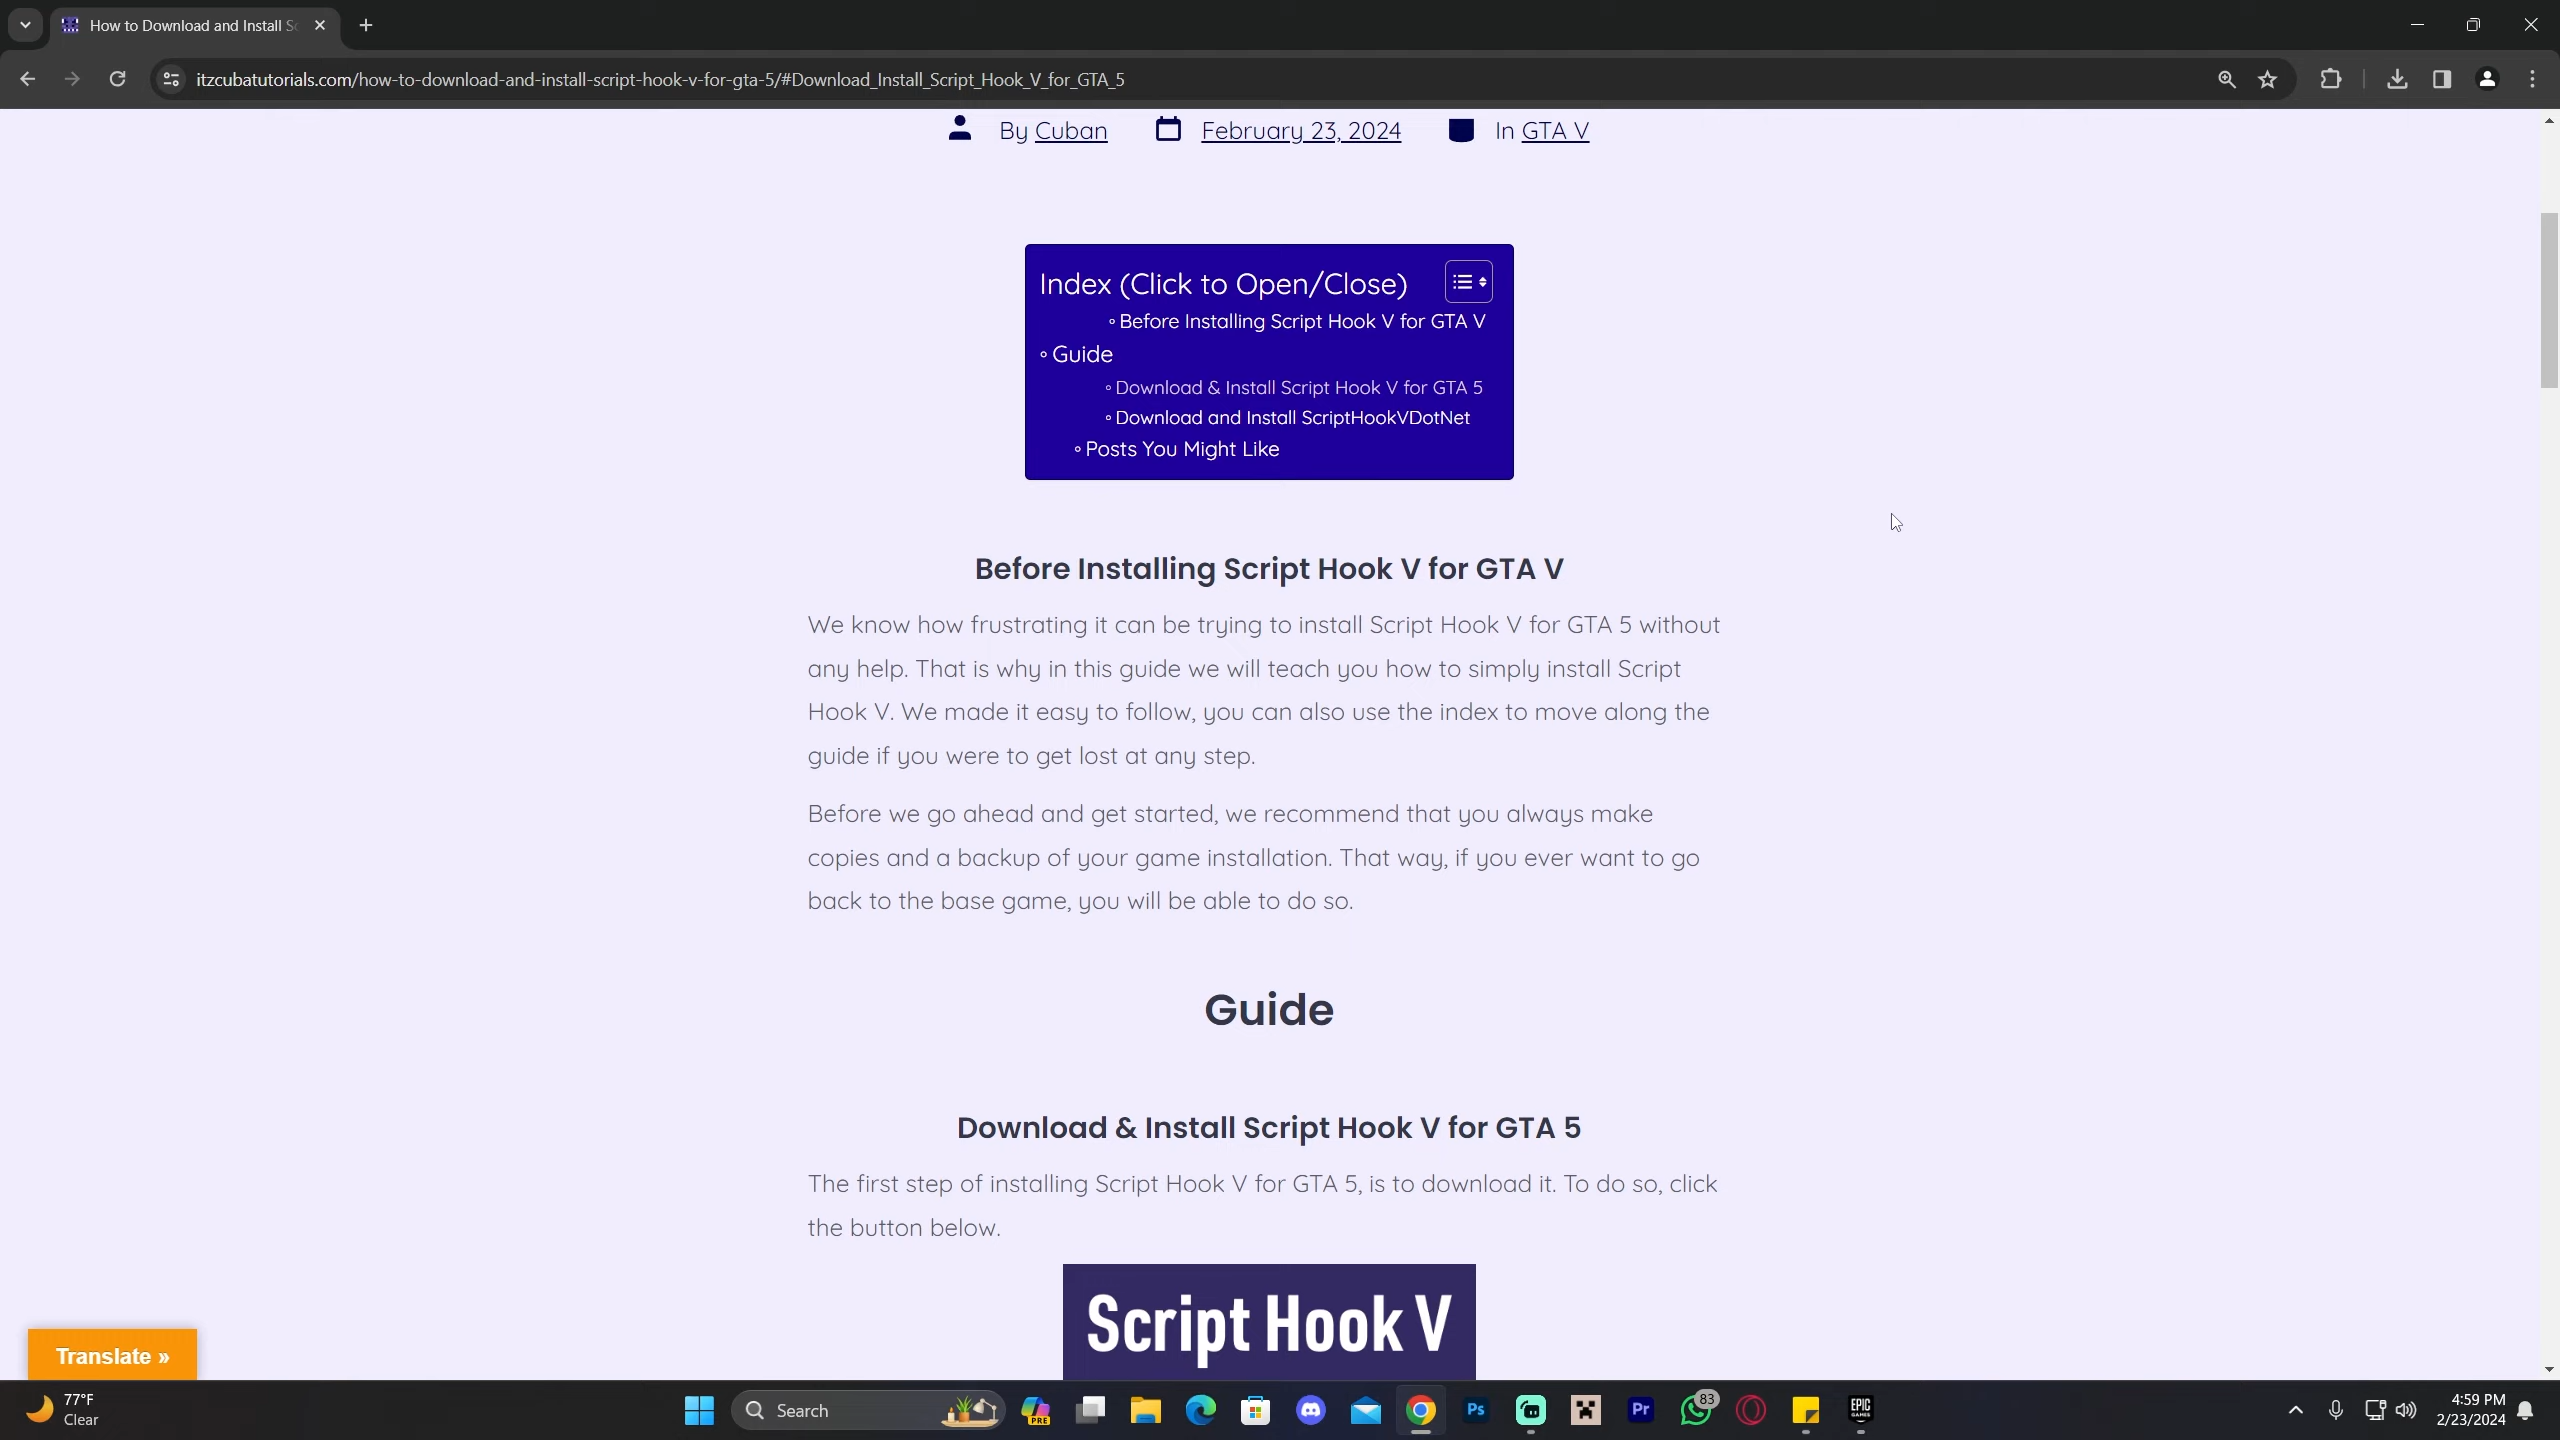 How to Download and Install Sc
itzcubatutorials.com/how-to-download-and-install-script-hook-v-for-gta-5/#Download_Install_Script_Hook_V_for_GTA_5
By Cuban
February 23, 2024
In GTA V
Index (Click to Open/Close)
Before Installing Script Hook V for GTA V
Guide
Download & Install Script Hook V for GTA 5
Download and Install ScriptHookVDotNet
Posts You Might Like
Before Installing Script Hook V for GTA V
We know how frustrating it can be trying to install Script Hook V for GTA 5 without
any help. That is why in this guide we will teach you how to simply install Script
Hook V. We made it easy to follow, you can also use the index to move along the
guide if you were to get lost at any step.
Before we go ahead and get started, we recommend that you always make
copies and a backup of your game installation. That way, if you ever want to go
back to the base game, you will be able to do so.
Guide
Download & Install Script Hook V for GTA 5
The first step of installing Script Hook V for GTA 5, is to download it. To do so, click
the button below.
Script Hook V
Translate »
77°F
Clear
Search
PRE
Ps
Pr
83
EPIC
GAMES
4:59 PM
2/23/2024